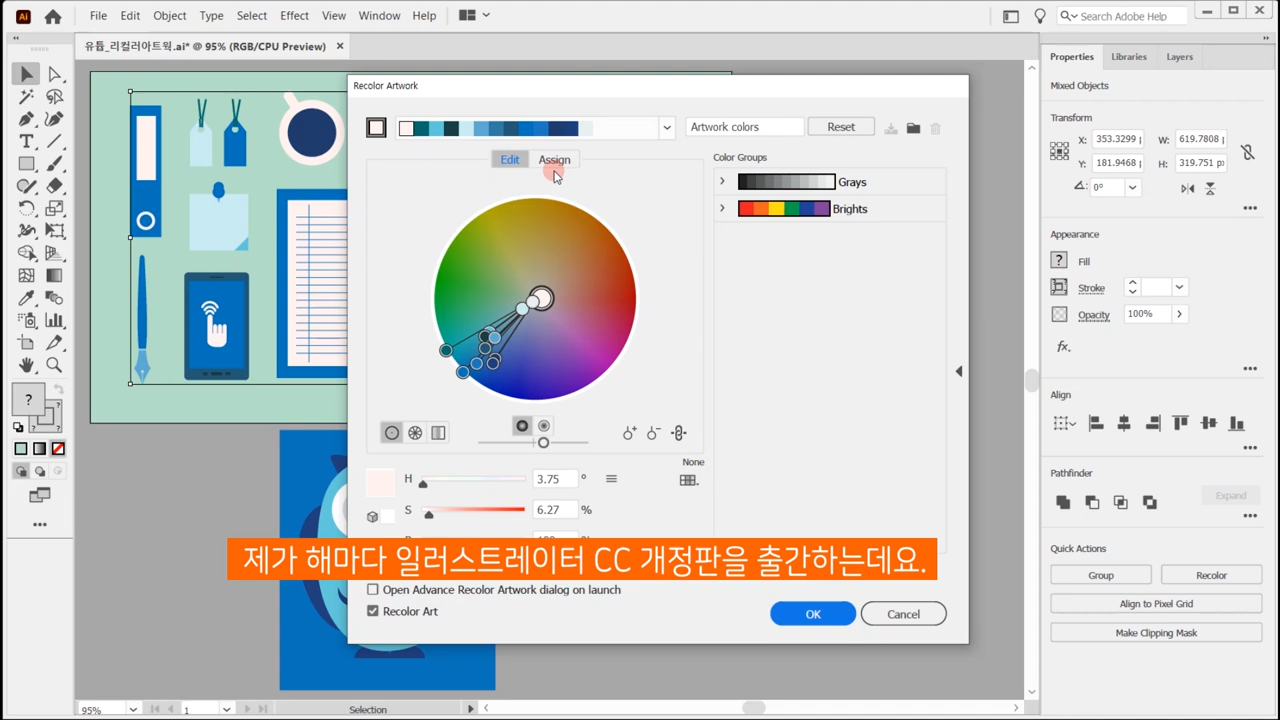 Ai File Edit Object Type Select Effect View Window Help Search Adobe Help
유튭_리컬러아트웍.ai* @ 95% (RGB/CPU Preview)
Properties Libraries Layers
Recolor Artwork
Mixed Objects
Transform
Artwork colors Reset
X: 353.3299 W: 619.7808
Y: 181.9468 H: 319.751 px
0°
Edit Assign
Color Groups
Grays
Brights
Appearance
? Fill
Stroke
Opacity 100%
fx.
Align
?
None
H 3.75 °
S 6.27 %
Pathfinder
Expand
제가 해마다 일러스트레이터 CC 개정판을 출간하는데요.
Quick Actions
Group Recolor
Align to Pixel Grid
Make Clipping Mask
Open Advance Recolor Artwork dialog on launch
Recolor Art
OK Cancel
95% 1 Selection